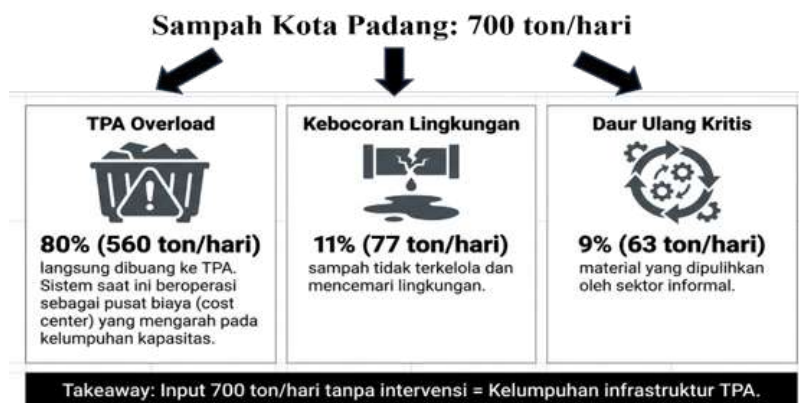 Sampah Kota Padang: 700 ton/hari
TPA Overload
80% (560 ton/hari)
langsung dibuang ke TPA.
Sistem saat ini beroperasi
sebagai pusat biaya (cost
center) yang mengarah pada
kelumpuhan kapasitas.
Kebocoran Lingkungan
11% (77 ton/hari)
sampah tidak terkelola dan
mencemari lingkungan.
Daur Ulang Kritis
9% (63 ton/hari)
material yang dipulihkan
oleh sektor informal.
Takeaway: Input 700 ton/hari tanpa intervensi = Kelumpuhan infrastruktur TPA.